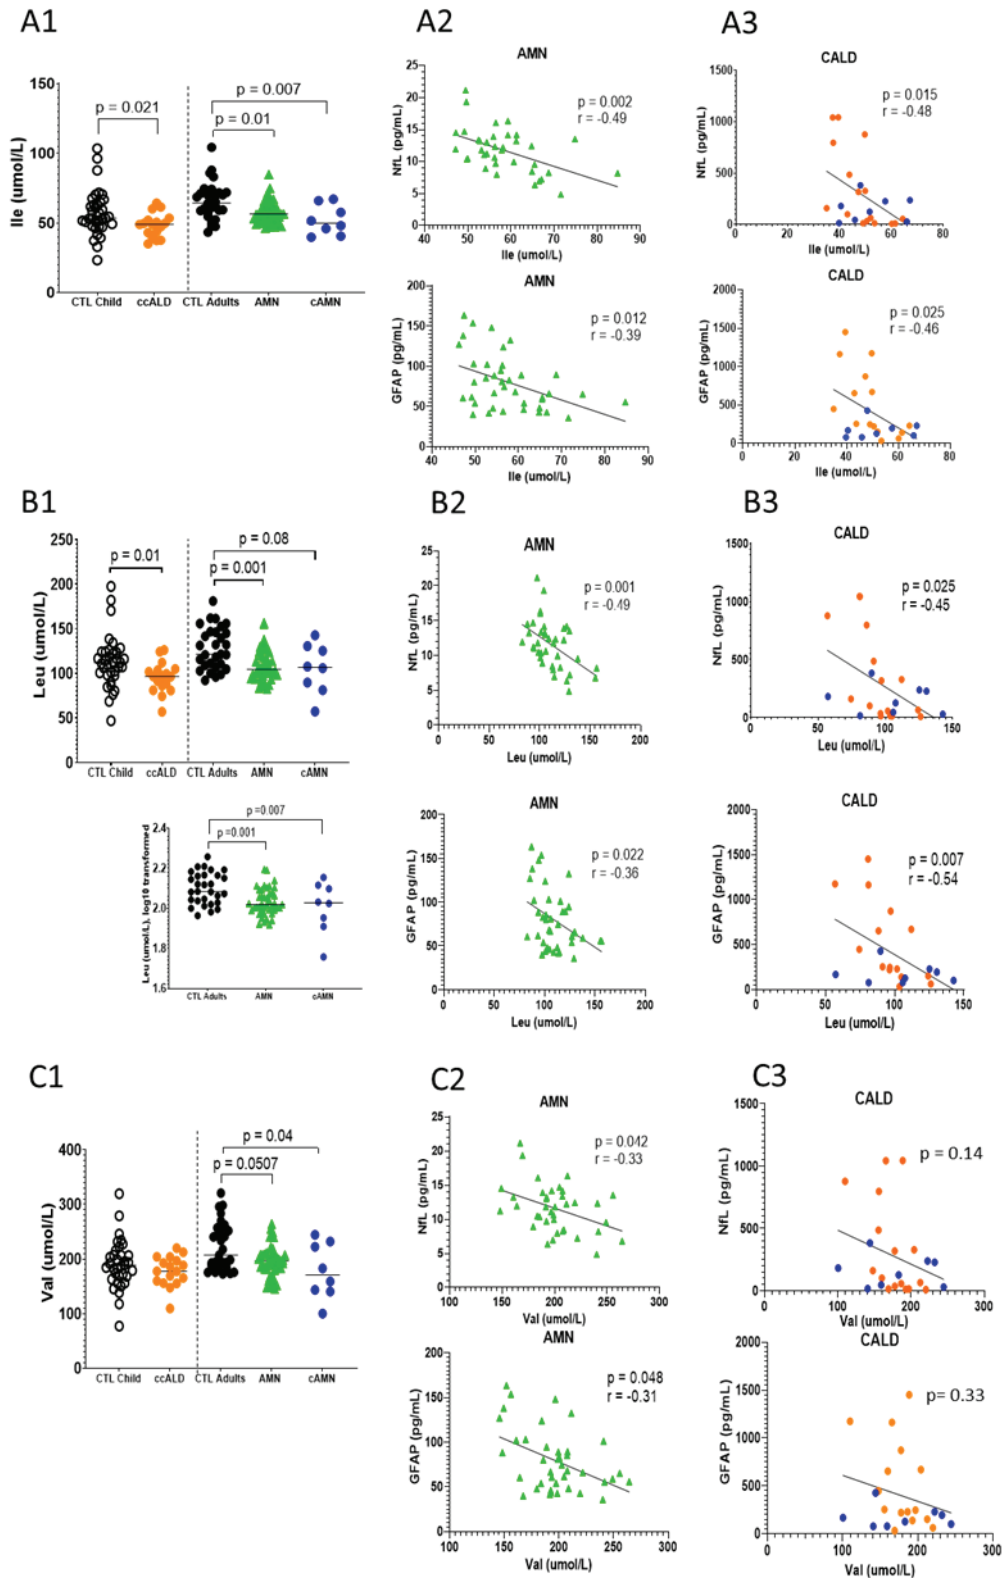 A1
A2
A3
150
100
50
0
Ile (umol/L)
p = 0.021
p = 0.007
p = 0.01
CTL Child
ccALD
CTL Adults
AMN
cAMN
AMN
25
20
15
10
5
0
NfL (pg/mL)
p = 0.002
r = -0.49
40 50 60 70 80 90
Ile (umol/L)
CALD
1500
1000
500
0
NfL (pg/mL)
p = 0.015
r = -0.48
0 20 40 60 80
Ile (umol/L)
AMN
200
150
100
50
0
GFAP (pg/mL)
p = 0.012
r = -0.39
40 50 60 70 80 90
Ile (umol/L)
CALD
2000
1500
1000
500
0
GFAP (pg/mL)
p = 0.025
r = -0.46
0 20 40 60 80
Ile (umol/L)
B1
B2
B3
250
200
150
100
50
0
Leu (umol/L)
p = 0.01
p = 0.08
p = 0.001
CTL Child
ccALD
CTL Adults
AMN
cAMN
2.4
2.2
2.0
1.8
1.6
Leu (umol/L), log10 transformed
p =0.007
p =0.001
CTL Adults
AMN
cAMN
AMN
25
20
15
10
5
0
NfL (pg/mL)
p = 0.001
r = -0.49
0 50 100 150 200
Leu (umol/L)
CALD
1500
1000
500
0
NfL (pg/mL)
p = 0.025
r = -0.45
0 50 100 150
Leu (umol/L)
AMN
200
150
100
50
0
GFAP (pg/mL)
p = 0.022
r = -0.36
0 50 100 150 200
Leu (umol/L)
CALD
2000
1500
1000
500
0
GFAP (pg/mL)
p = 0.007
r = -0.54
0 50 100 150
Leu (umol/L)
C1
C2
C3
400
300
200
100
0
Val (umol/L)
p = 0.04
p = 0.0507
CTL Child
ccALD
CTL Adults
AMN
cAMN
AMN
25
20
15
10
5
0
NfL (pg/mL)
p = 0.042
r = -0.33
100 150 200 250 300
Val (umol/L)
CALD
1500
1000
500
0
NfL (pg/mL)
p = 0.14
0 100 200 300
Val (umol/L)
AMN
200
150
100
50
0
GFAP (pg/mL)
p = 0.048
r = -0.31
100 150 200 250 300
Val (umol/L)
CALD
2000
1500
1000
500
0
GFAP (pg/mL)
p= 0.33
0 100 200 300
Val (umol/L)